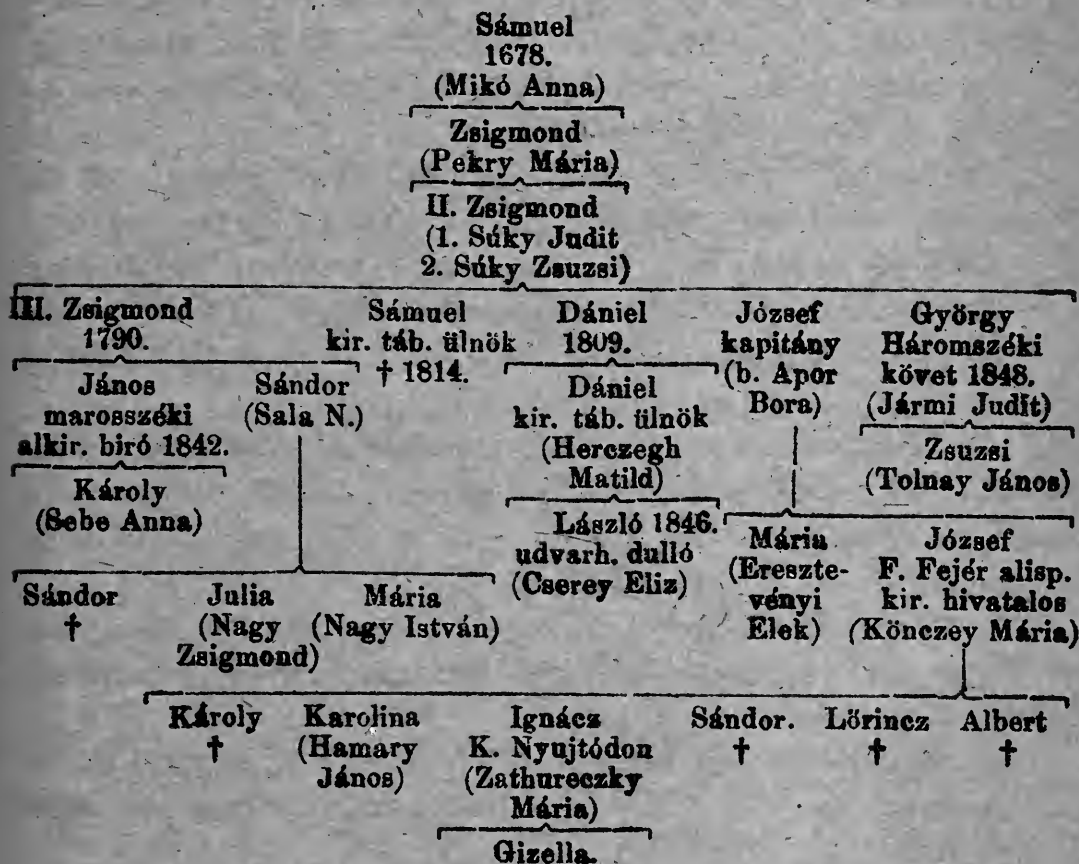 Sámuel
1678.
(Mikó Anna)
Zsigmond
(Pekry Mária)
II. Zsigmond
(1. Súky Judit
2. Súky Zsuzsi)
III. Zsigmond
1790.
Sámuel
kir. táb. ülnök
† 1814.
Dániel
1809.
József
kapitány
(b. Apor
Bora)
György
Háromszéki
követ 1848.
(Jármi Judit)
János
marosszéki
alkir. biró 1842.
Sándor
(Sala N.)
Dániel
kir. táb. ülnök
(Herczegh
Matild)
Zsuzsi
(Tolnay János)
Károly
(Sebe Anna)
László 1846.
udvarh. dulló
(Cserey Eliz)
Mária
(Ereszte-
vényi
Elek)
József
F. Fejér alisp.
kir. hivatalos
(Könczey Mária)
Sándor
†
Julia
(Nagy
Zsigmond)
Mária
(Nagy István)
Károly
†
Karolina
(Hamary
János)
Ignácz
K. Nyujtódon
(Zathureczky
Mária)
Sándor.
†
Lőrincz
†
Albert
†
Gizella.